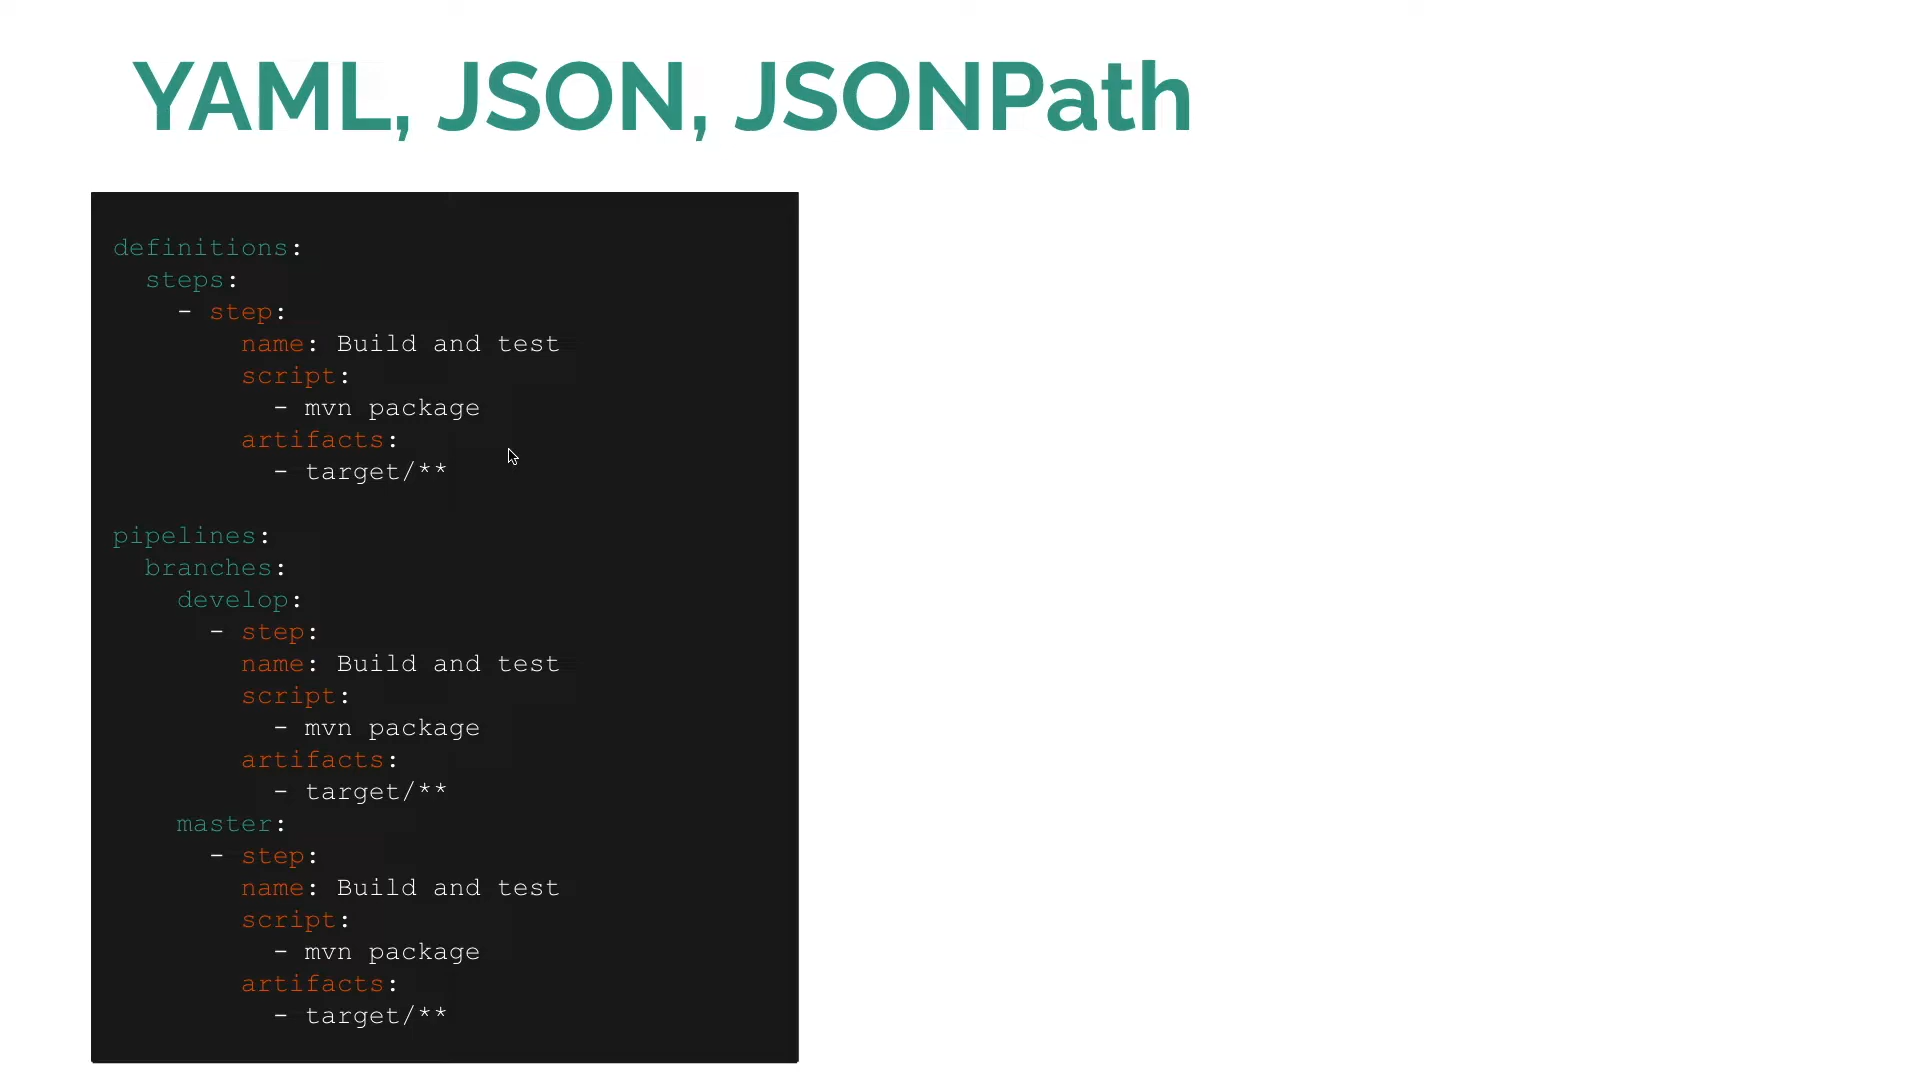 YAML, JSON, JSONPath
definitions:
  steps:
    - step:
        name: Build and test
        script:
          - mvn package
        artifacts:
          - target/**
pipelines:
  branches:
    develop:
      - step:
        name: Build and test
        script:
          - mvn package
        artifacts:
          - target/**
    master:
      - step:
        name: Build and test
        script:
          - mvn package
        artifacts:
          - target/**